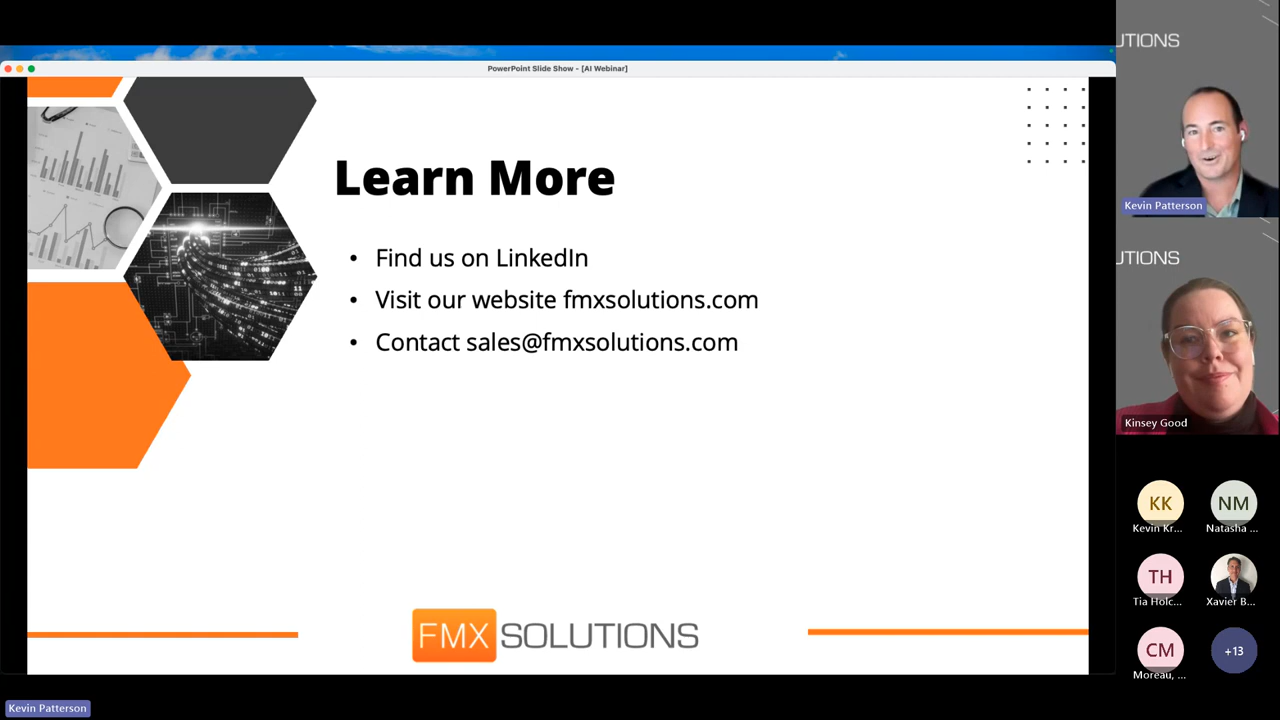 PowerPoint Slide Show - [AI Webinar]
Learn More
• Find us on LinkedIn
• Visit our website fmxsolutions.com
• Contact sales@fmxsolutions.com
FMX SOLUTIONS
Kevin Patterson
UTIONS
Kevin Patterson
UTIONS
Kinsey Good
KK
NM
Kevin Kr...
Natasha ...
TH
Tia Holc...
Xavier B...
CM
+13
Moreau, ...